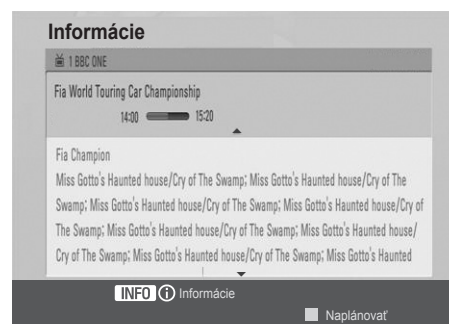 Informácie
1 BBC ONE
Fia World Touring Car Championship
14:00 15:20
Fia Champion
Miss Gotto's Haunted house/Cry of The Swamp; Miss Gotto's Haunted house/Cry of The
Swamp; Miss Gotto's Haunted house/Cry of The Swamp; Miss Gotto's Haunted house/Cry of
The Swamp; Miss Gotto's Haunted house/Cry of The Swamp; Miss Gotto's Haunted house/
Cry of The Swamp; Miss Gotto's Haunted house/Cry of The Swamp; Miss Gotto's Haunted
INFO i Informácie
Naplánovať